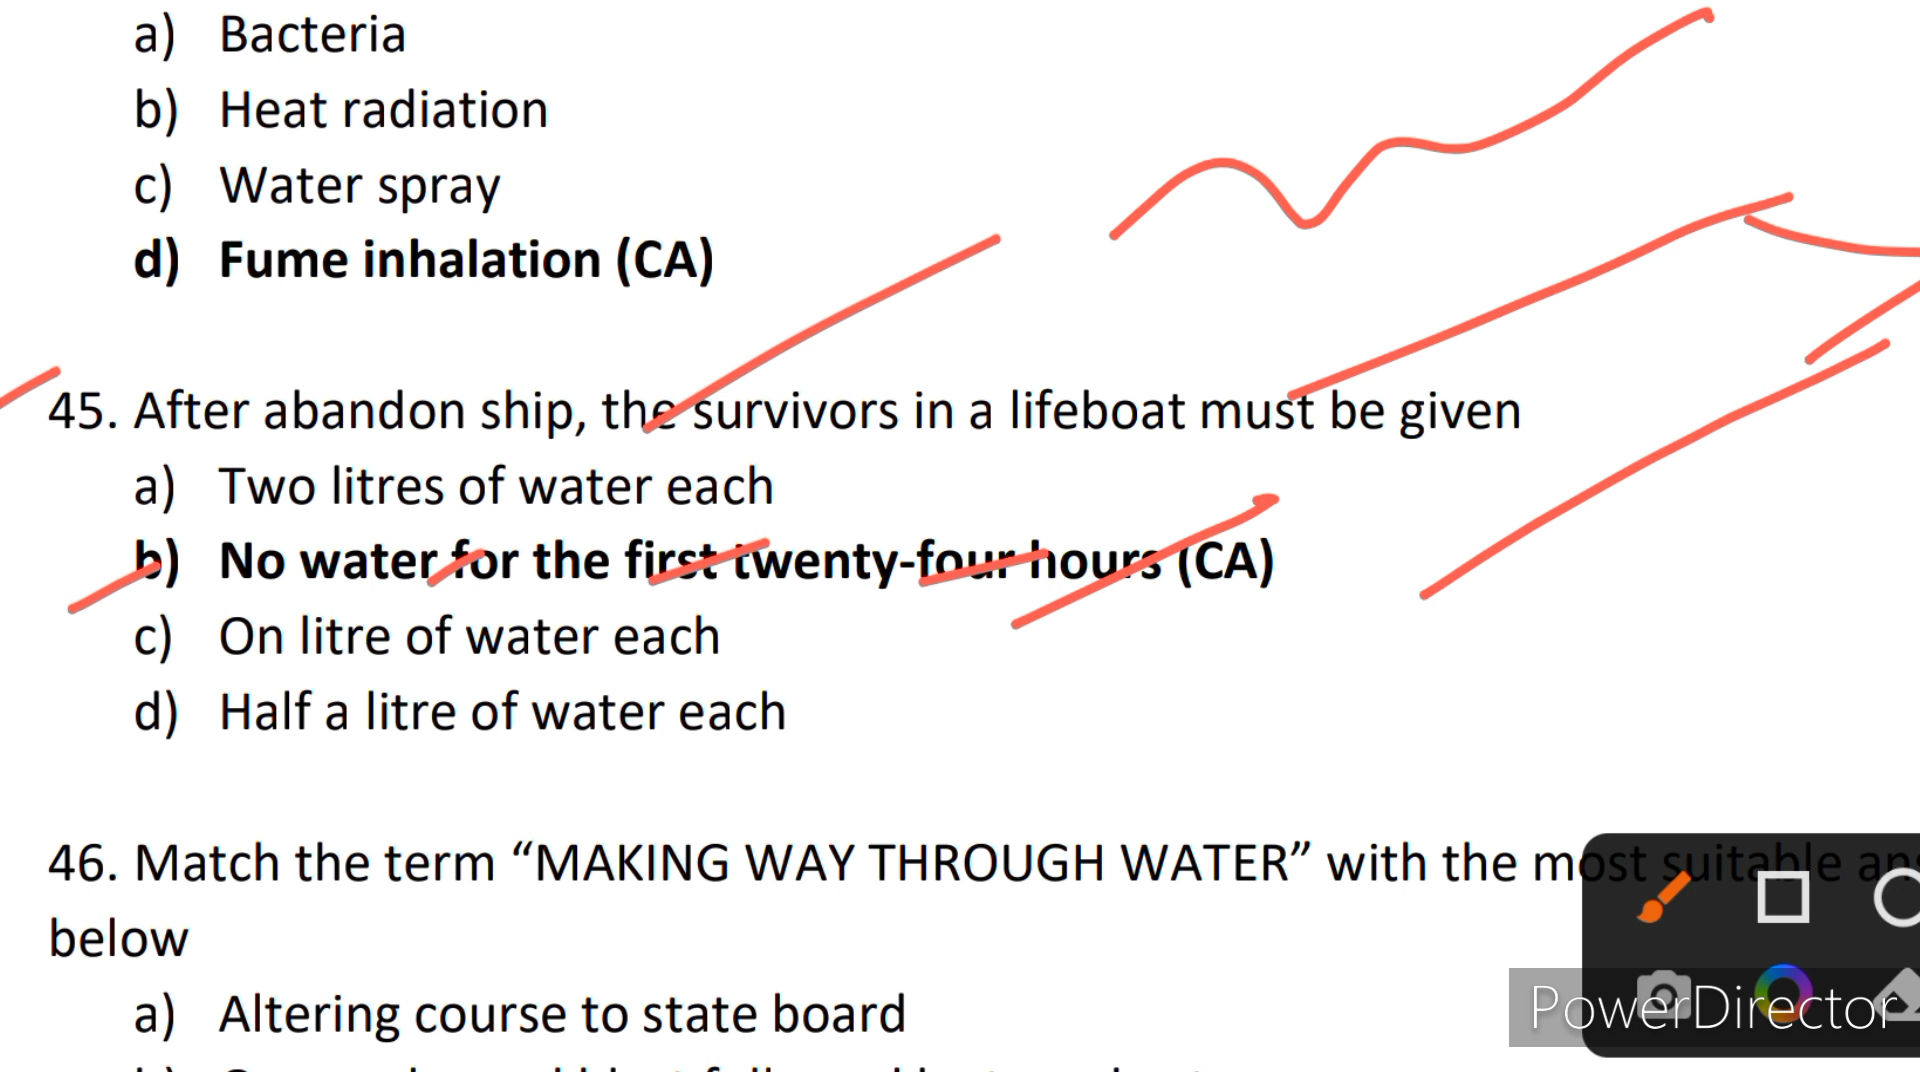 a) Bacteria
b) Heat radiation
c) Water spray
d) Fume inhalation (CA)
45. After abandon ship, the survivors in a lifeboat must be given
a) Two litres of water each
b) No water for the first twenty-four hours (CA)
c) On litre of water each
d) Half a litre of water each
46. Match the term “MAKING WAY THROUGH WATER” with the most suitable
below
a) Altering course to state board
PowerDirector